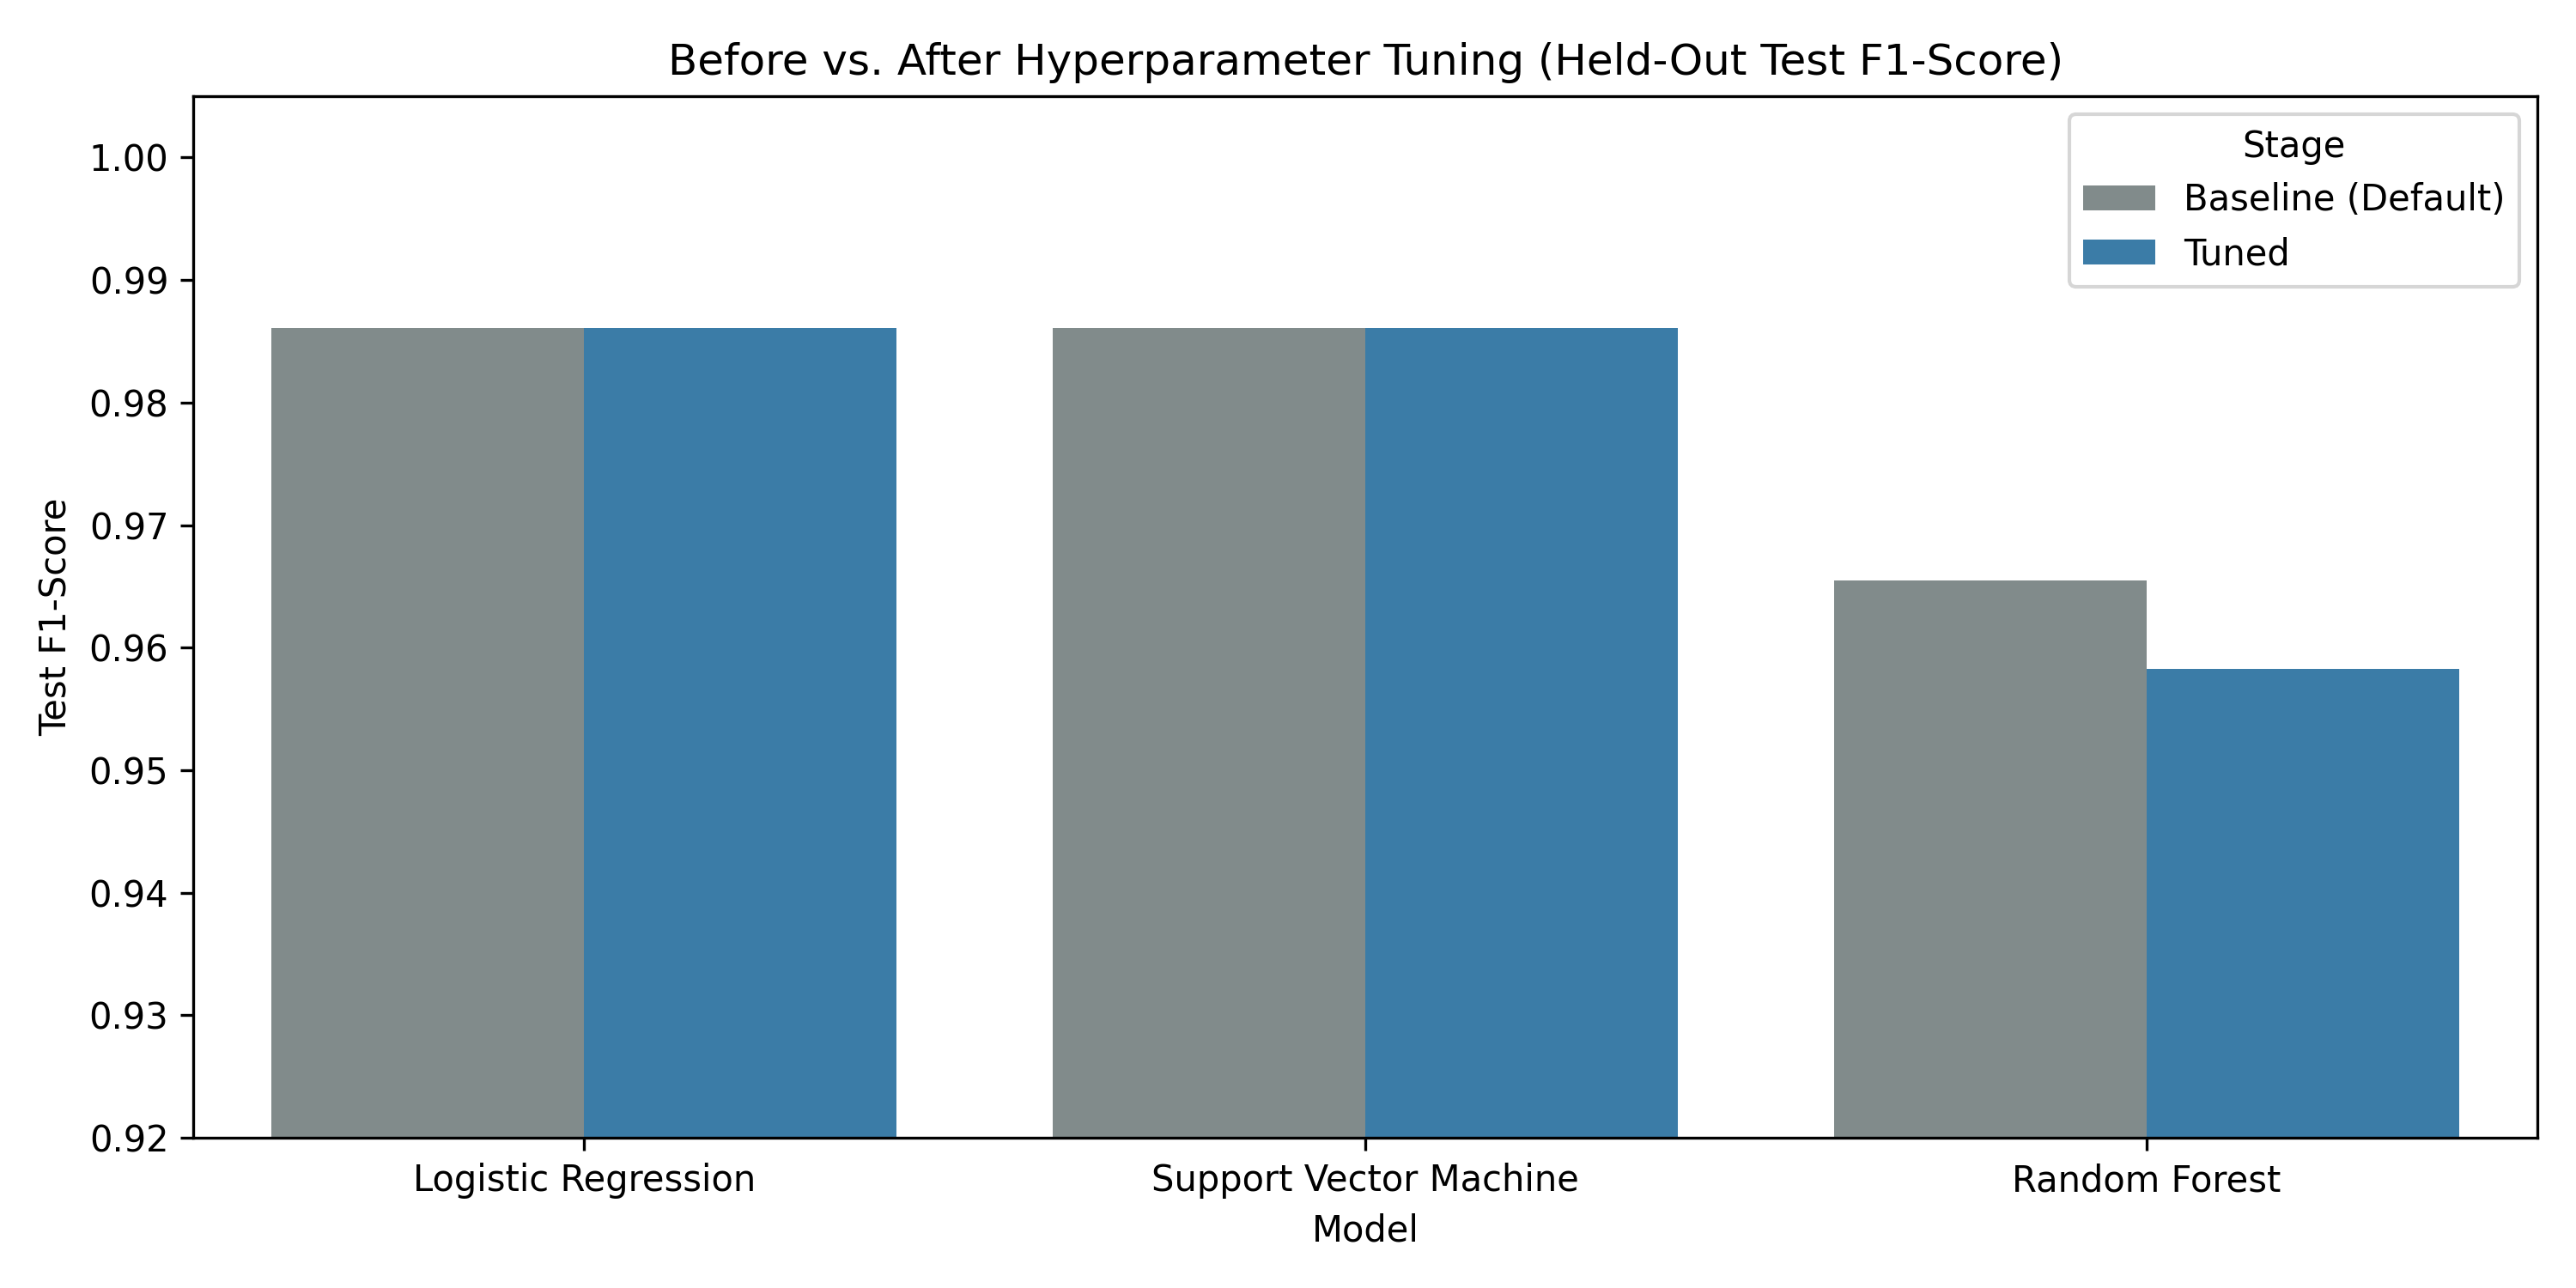 Before vs. After Hyperparameter Tuning (Held-Out Test F1-Score)
Stage
Baseline (Default)
Tuned
Test F1-Score
1.00
0.99
0.98
0.97
0.96
0.95
0.94
0.93
0.92
Logistic Regression
Support Vector Machine
Random Forest
Model